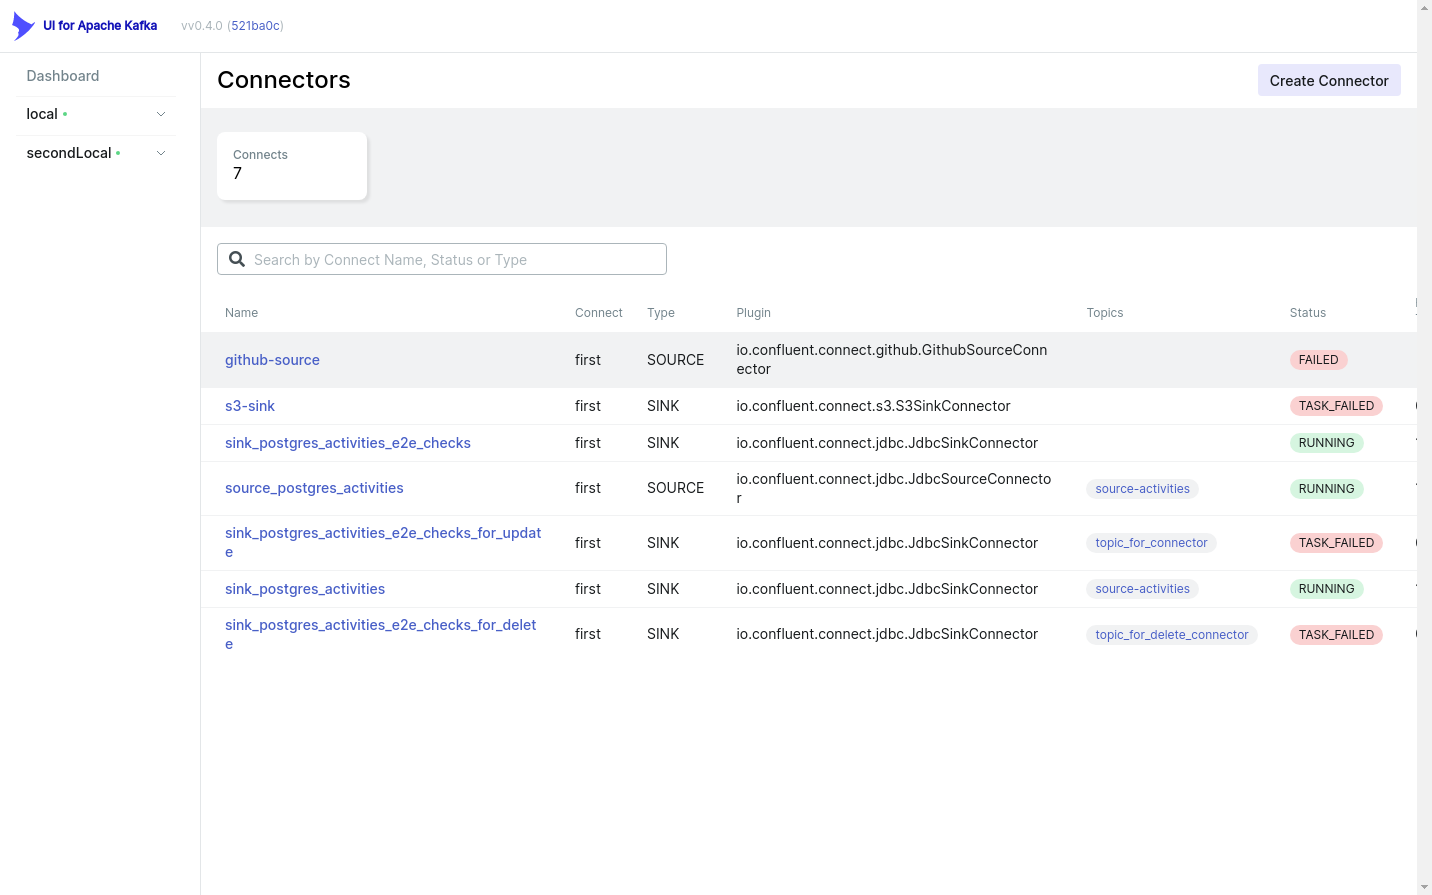 UI for Apache Kafka vv0.4.0 (521ba0c)
Dashboard
local
secondLocal
Connectors
Create Connector
Connects
7
Search by Connect Name, Status or Type
Name Connect Type Plugin Topics Status
github-source first SOURCE io.confluent.connect.github.GithubSourceConn
ector FAILED
s3-sink first SINK io.confluent.connect.s3.S3SinkConnector TASK_FAILED
sink_postgres_activities_e2e_checks first SINK io.confluent.connect.jdbc.JdbcSinkConnector RUNNING
source_postgres_activities first SOURCE io.confluent.connect.jdbc.JdbcSourceConnecto
r source-activities RUNNING
sink_postgres_activities_e2e_checks_for_updat
e first SINK io.confluent.connect.jdbc.JdbcSinkConnector topic_for_connector TASK_FAILED
sink_postgres_activities first SINK io.confluent.connect.jdbc.JdbcSinkConnector source-activities RUNNING
sink_postgres_activities_e2e_checks_for_delet
e first SINK io.confluent.connect.jdbc.JdbcSinkConnector topic_for_delete_connector TASK_FAILED